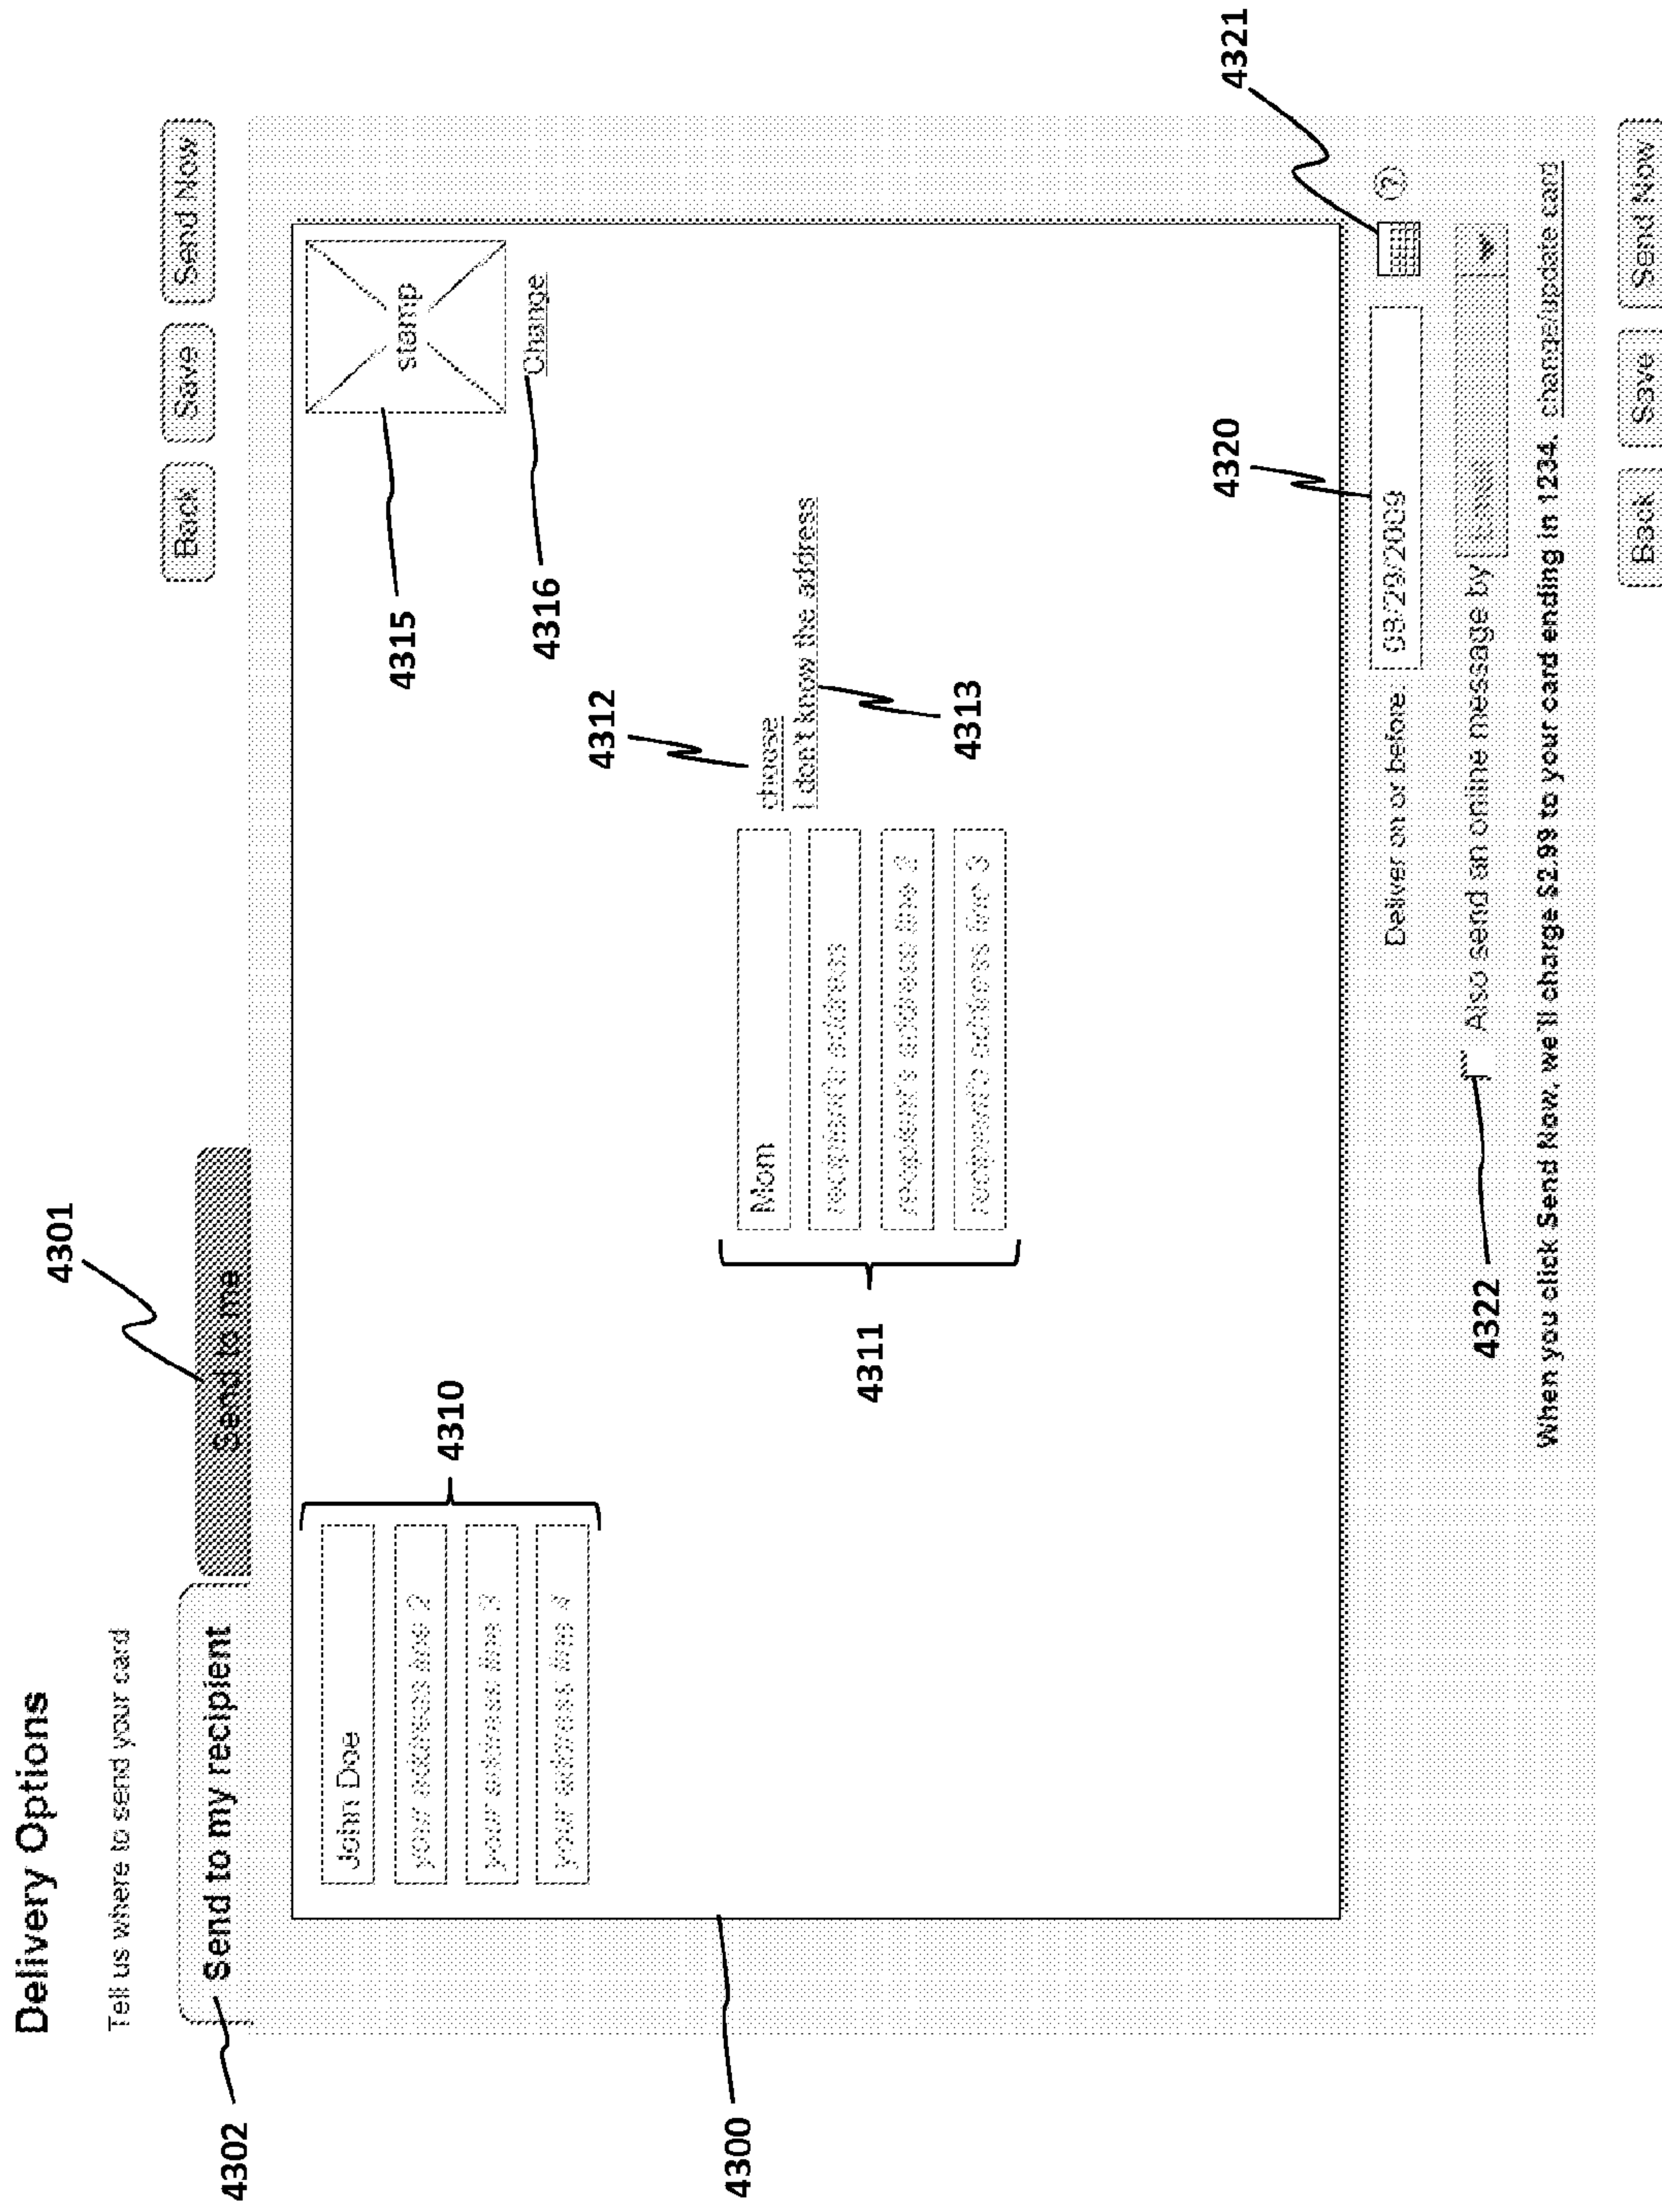 Delivery Options
Tell us where to send your card
4301
Back Save Send Now
4302
Send to my recipient
Send to me
John Doe
your address line 2
your address line 3
your address line 4
4310
stamp
4315
Change
4316
4312
choose
I don't know the address
4313
Mom
recipient's address
recipient's address line 2
recipient's address line 3
4311
4300
4320
4321
Deliver on or before: 08/29/2009 ?
4322
Also send an online message by
When you click Send Now, we'll charge $2.99 to your card ending in 1234. change/update card
Back Save Send Now